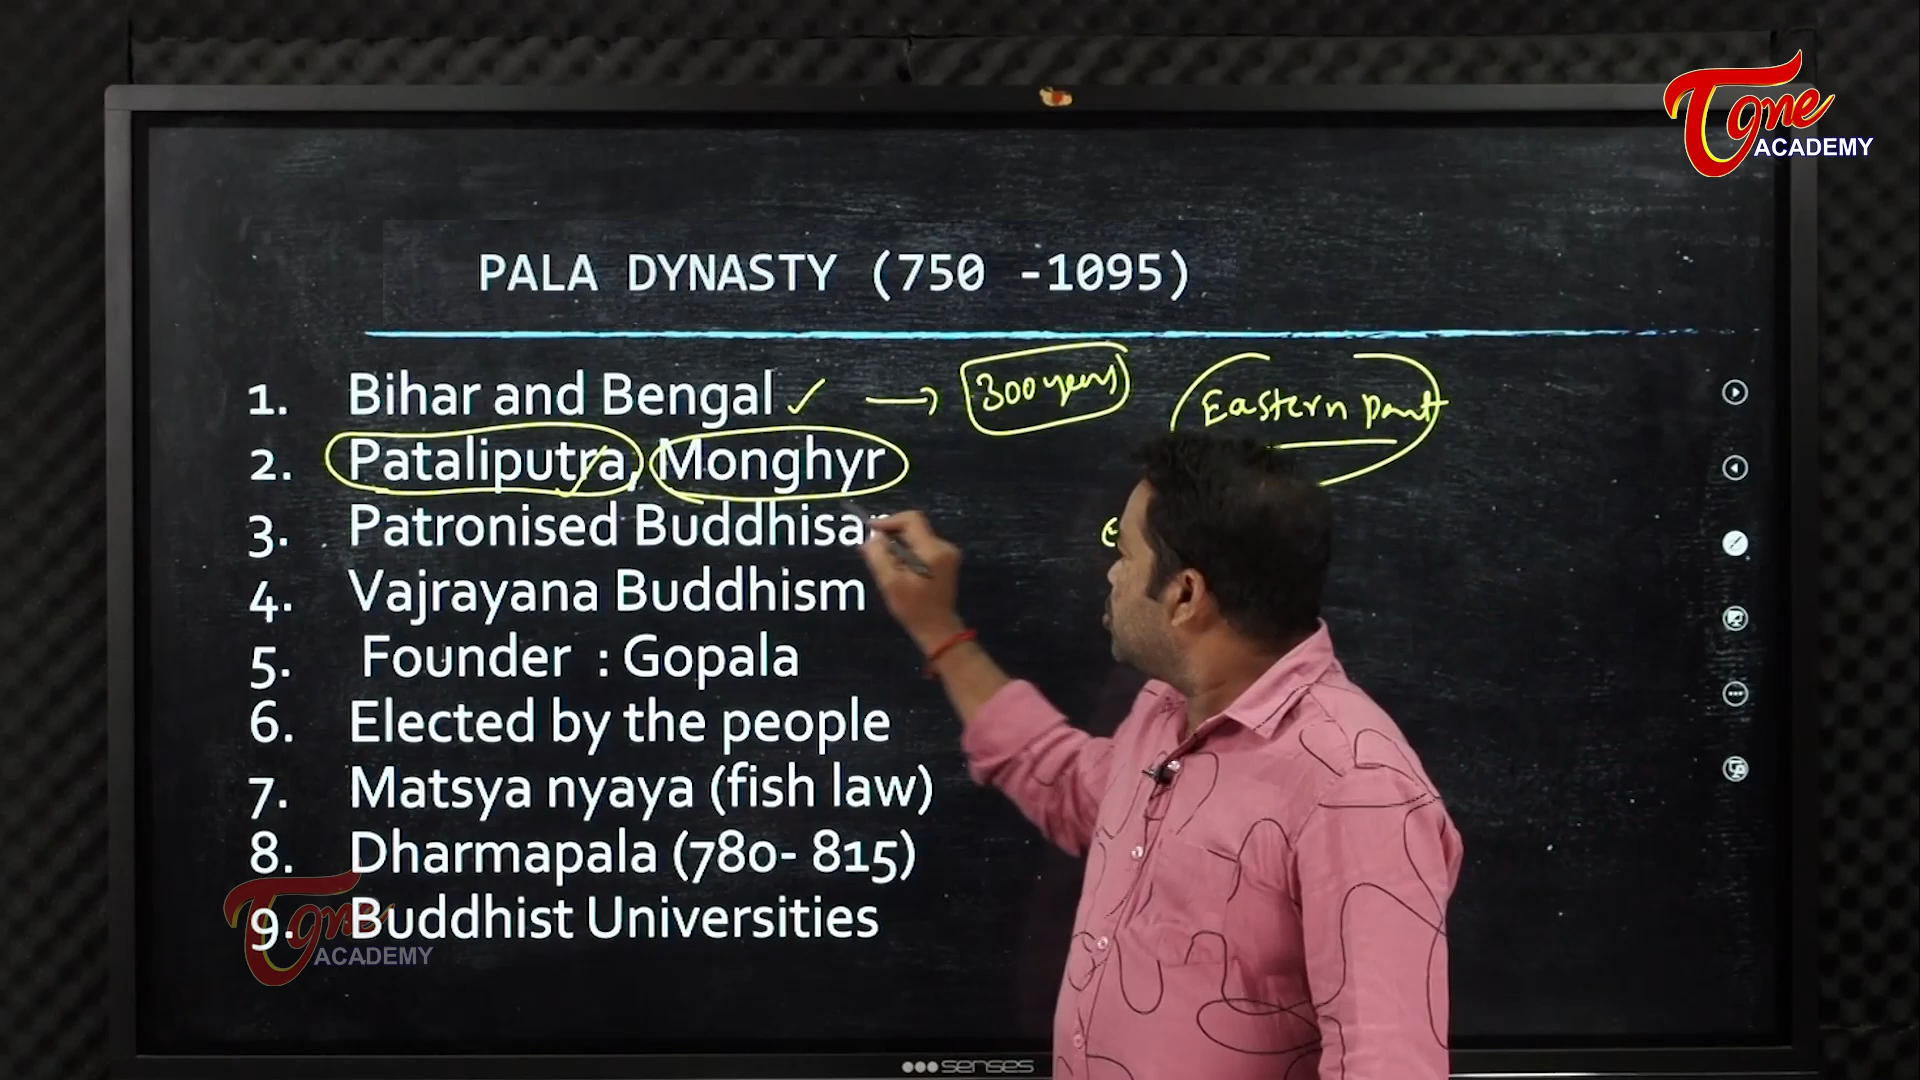 Tone
ACADEMY
PALA DYNASTY (750 -1095)
1. Bihar and Bengal ✓ → 300 years Eastern part
2. Pataliputra, Monghyr
3. Patronised
4. Vajrayana Buddhism
5. Founder : Gopala
6. Elected by the people
7. Matsya nyaya (fish law)
8. Dharmapala (780- 815)
9. Buddhist Universities
Tone
ACADEMY
senses